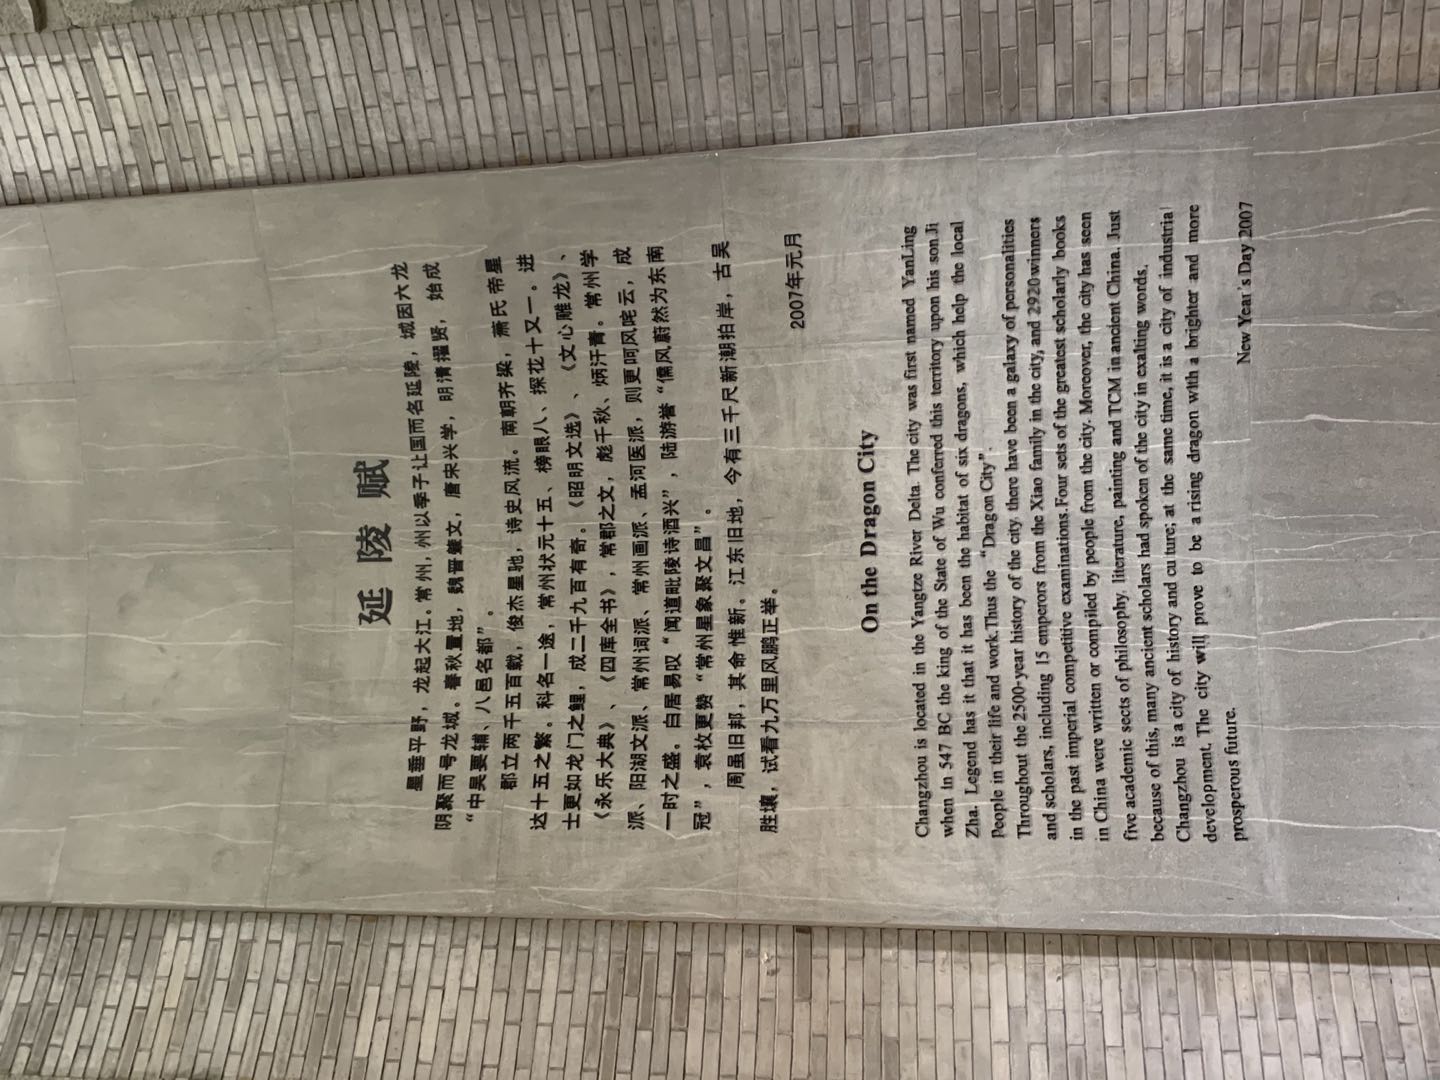 延陵赋
星垂平野，龙起大江。常州，州以季子让国而名延陵，城因六龙
阴聚而号龙城。春秋置地，魏晋肇文，唐宋兴学，明清擢贤，始成
“中吴要辅、八邑名都”。
郡立两千五百载，俊杰星驰，诗史风流。南朝齐梁，萧氏帝星
达十五之繁。科名一途，常州状元十五、榜眼八、探花十又一。进
士更如龙门之鲤，成二千九百有奇。《昭明文选》、《文心雕龙》、
《永乐大典》、《四库全书》，常郡之文，彪千秋、炳汗青。常州学
派、阳湖文派、常州词派、常州画派、孟河医派，则更呵风咤云，成
一时之盛。白居易叹“闻道毗陵诗酒兴”，陆游誉“儒风蔚然为东南
冠”，袁枚更赞“常州星象聚文昌”。
周虽旧邦，其命惟新。江东旧地，今有三千尺新潮拍岸，古吴
胜壤，试看九万里风鹏正举。
2007年元月
On the Dragon City
Changzhou is located in the Yangtze River Delta. The city was first named YanLing
when in 547 BC the king of the State of Wu conferred this territory upon his son Ji
Zha. Legend has it that it has been the habitat of six dragons, which help the local
People in their life and work.Thus the “Dragon City”.
Throughout the 2500-year history of the city, there have been a galaxy of personalities
and scholars, including 15 emperors from the Xiao family in the city, and 2920 winners
in the past imperial competitive examinations.Four sets of the greatest scholarly books
in China were written or compiled by people from the city. Moreover, the city has seen
five academic sects of philosophy, literature, painting and TCM in ancient China. Just
because of this, many ancient scholars had spoken of the city in exalting words.
Changzhou is a city of history and cu ture; at the same time, it is a city of industrial
development. The city will prove to be a rising dragon with a brighter and more
prosperous future.
New Year's Day 2007